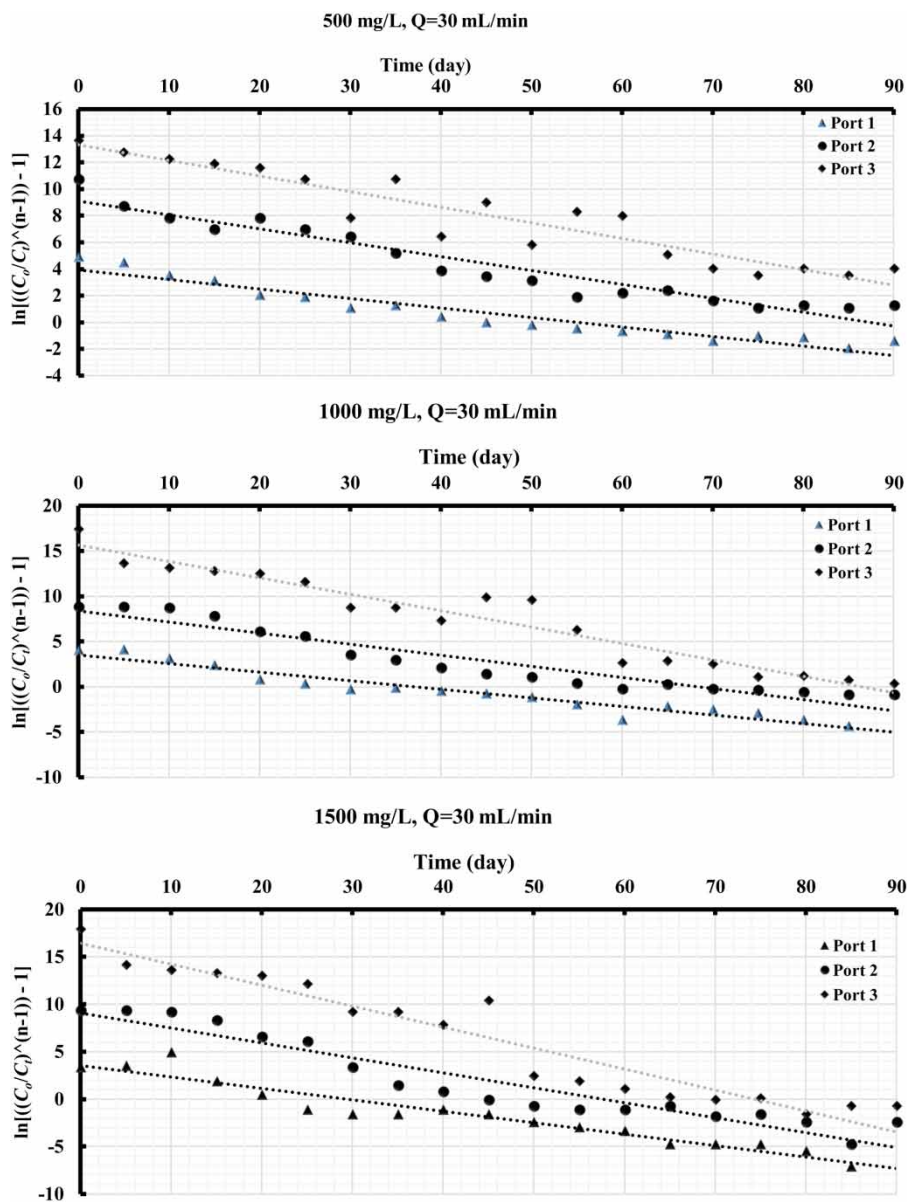 500 mg/L, Q=30 mL/min
Time (day)
0 10 20 30 40 50 60 70 80 90
16
14
12
10
8
6
4
2
0
-2
-4
ln[((Co/Ct)^(n-1)) - 1]
Port 1
Port 2
Port 3
1000 mg/L, Q=30 mL/min
Time (day)
0 10 20 30 40 50 60 70 80 90
20
15
10
5
0
-5
-10
ln[((Co/Ct)^(n-1)) - 1]
Port 1
Port 2
Port 3
1500 mg/L, Q=30 mL/min
Time (day)
0 10 20 30 40 50 60 70 80 90
20
15
10
5
0
-5
-10
ln[((Co/Ct)^(n-1)) - 1]
Port 1
Port 2
Port 3